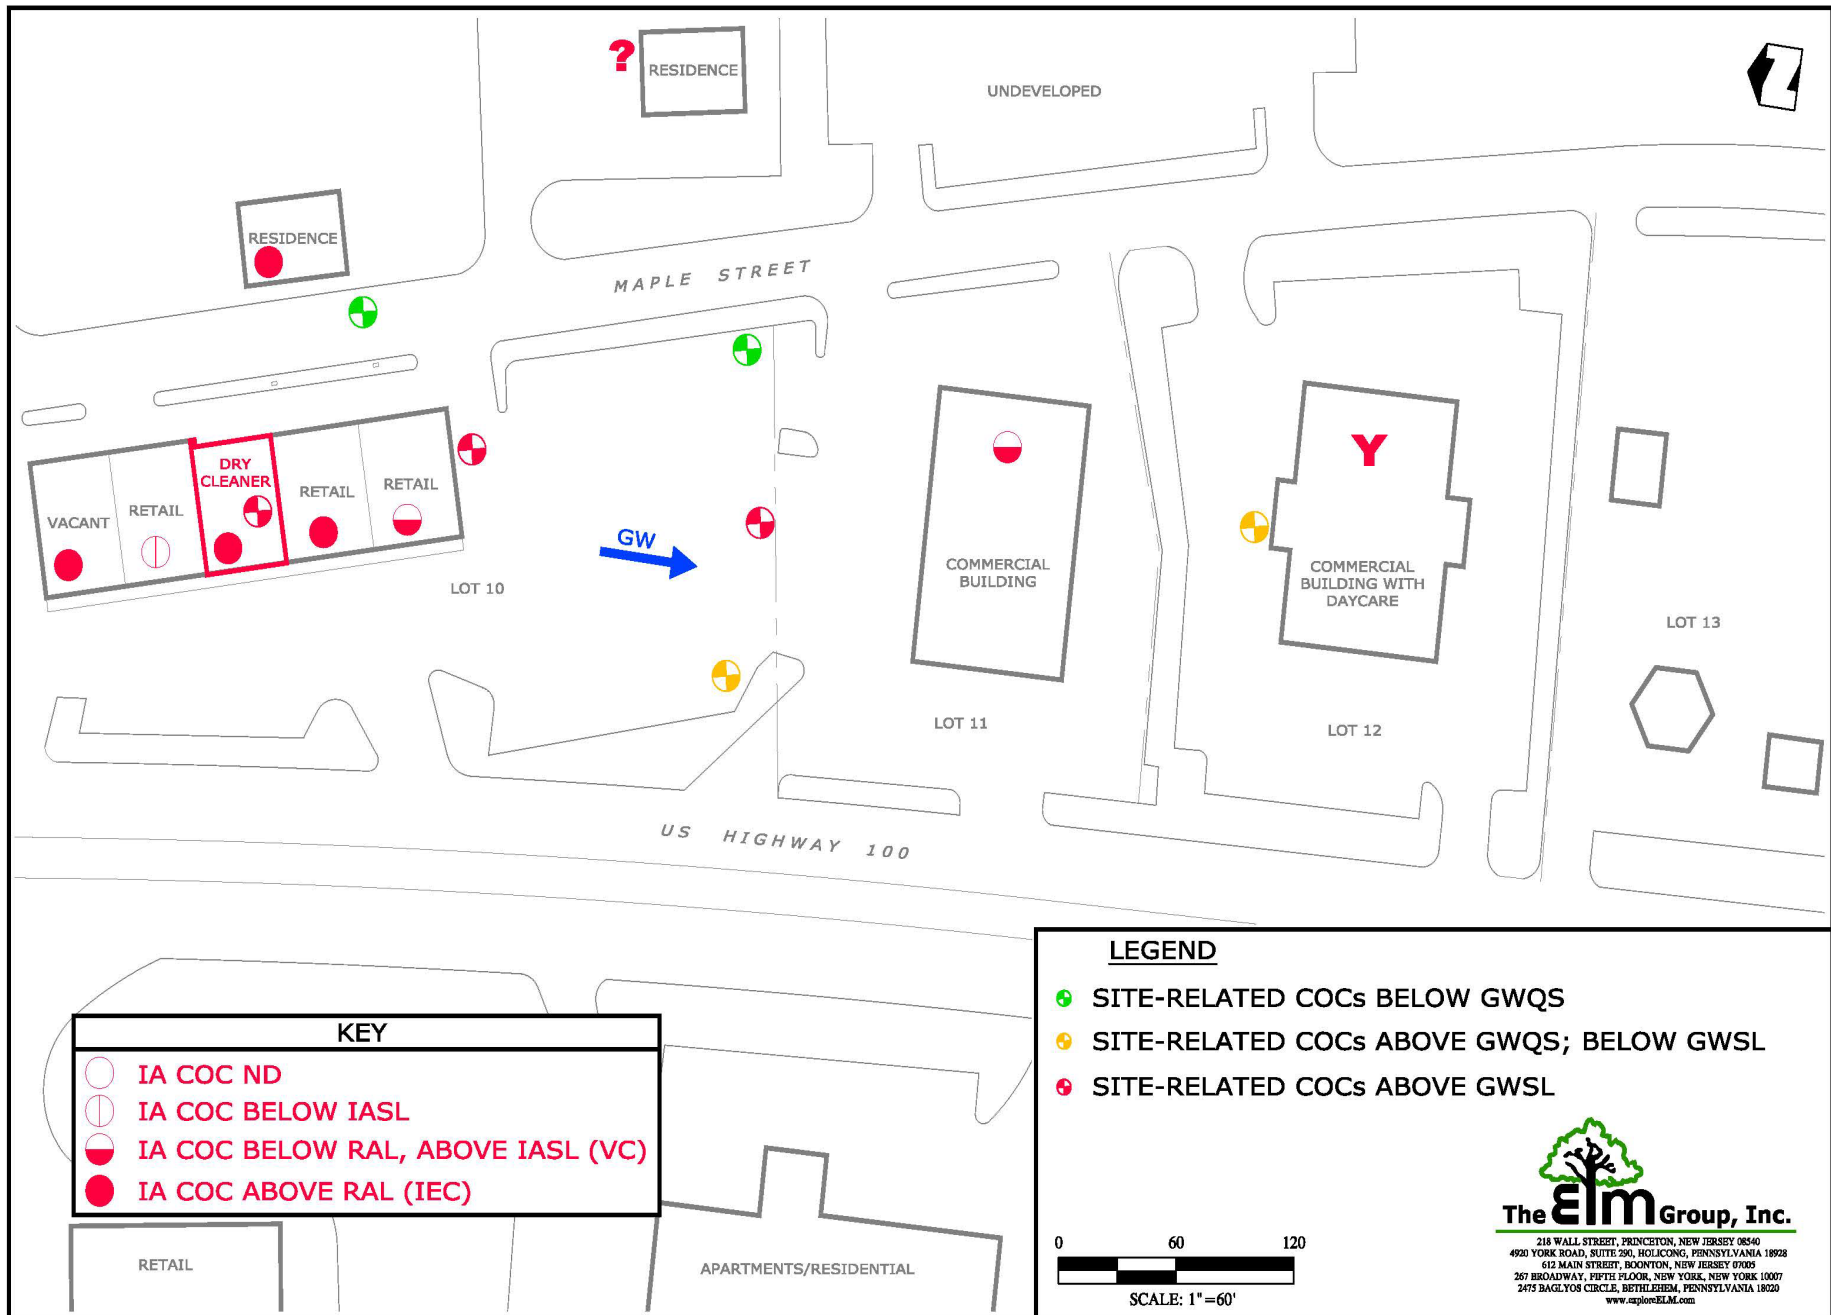 ?
RESIDENCE
UNDEVELOPED
Z
RESIDENCE
MAPLE STREET
DRY
CLEANER
Y
VACANT
RETAIL
RETAIL
RETAIL
GW
COMMERCIAL
BUILDING
COMMERCIAL
BUILDING WITH
DAYCARE
LOT 10
LOT 13
LOT 11
LOT 12
US HIGHWAY 100
LEGEND
SITE-RELATED COCs BELOW GWQS
SITE-RELATED COCs ABOVE GWQS; BELOW GWSL
SITE-RELATED COCs ABOVE GWSL
KEY
IA COC ND
IA COC BELOW IASL
IA COC BELOW RAL, ABOVE IASL (VC)
IA COC ABOVE RAL (IEC)
RETAIL
APARTMENTS/RESIDENTIAL
0 60 120
SCALE: 1"=60'
The Elm Group, Inc.
218 WALL STREET, PRINCETON, NEW JERSEY 08540
4920 YORK ROAD, SUITE 290, HOLICONG, PENNSYLVANIA 18928
612 MAIN STREET, BOONTON, NEW JERSEY 07005
267 BROADWAY, FIFTH FLOOR, NEW YORK, NEW YORK 10007
2475 BAGLYOS CIRCLE, BETHLEHEM, PENNSYLVANIA 18020
www.exploreELM.com